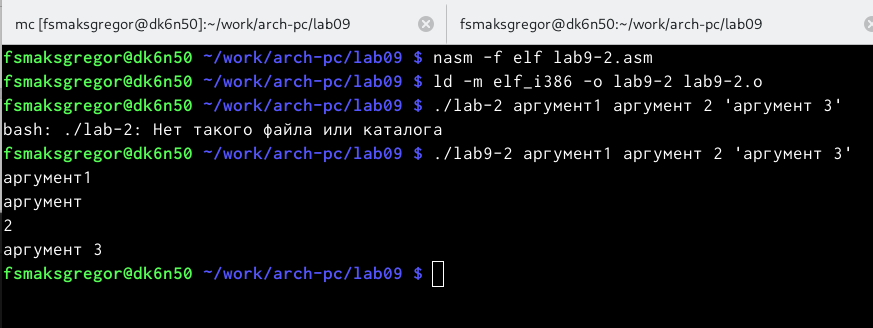 mc [fsmaksgregor@dk6n50]:~/work/arch-pc/lab09
fsmaksgregor@dk6n50:~/work/arch-pc/lab09
fsmaksgregor@dk6n50 ~/work/arch-pc/lab09 $ nasm -f elf lab9-2.asm
fsmaksgregor@dk6n50 ~/work/arch-pc/lab09 $ ld -m elf_i386 -o lab9-2 lab9-2.o
fsmaksgregor@dk6n50 ~/work/arch-pc/lab09 $ ./lab-2 аргумент1 аргумент 2 'аргумент 3'
bash: ./lab-2: Нет такого файла или каталога
fsmaksgregor@dk6n50 ~/work/arch-pc/lab09 $ ./lab9-2 аргумент1 аргумент 2 'аргумент 3'
аргумент1
аргумент
2
аргумент 3
fsmaksgregor@dk6n50 ~/work/arch-pc/lab09 $